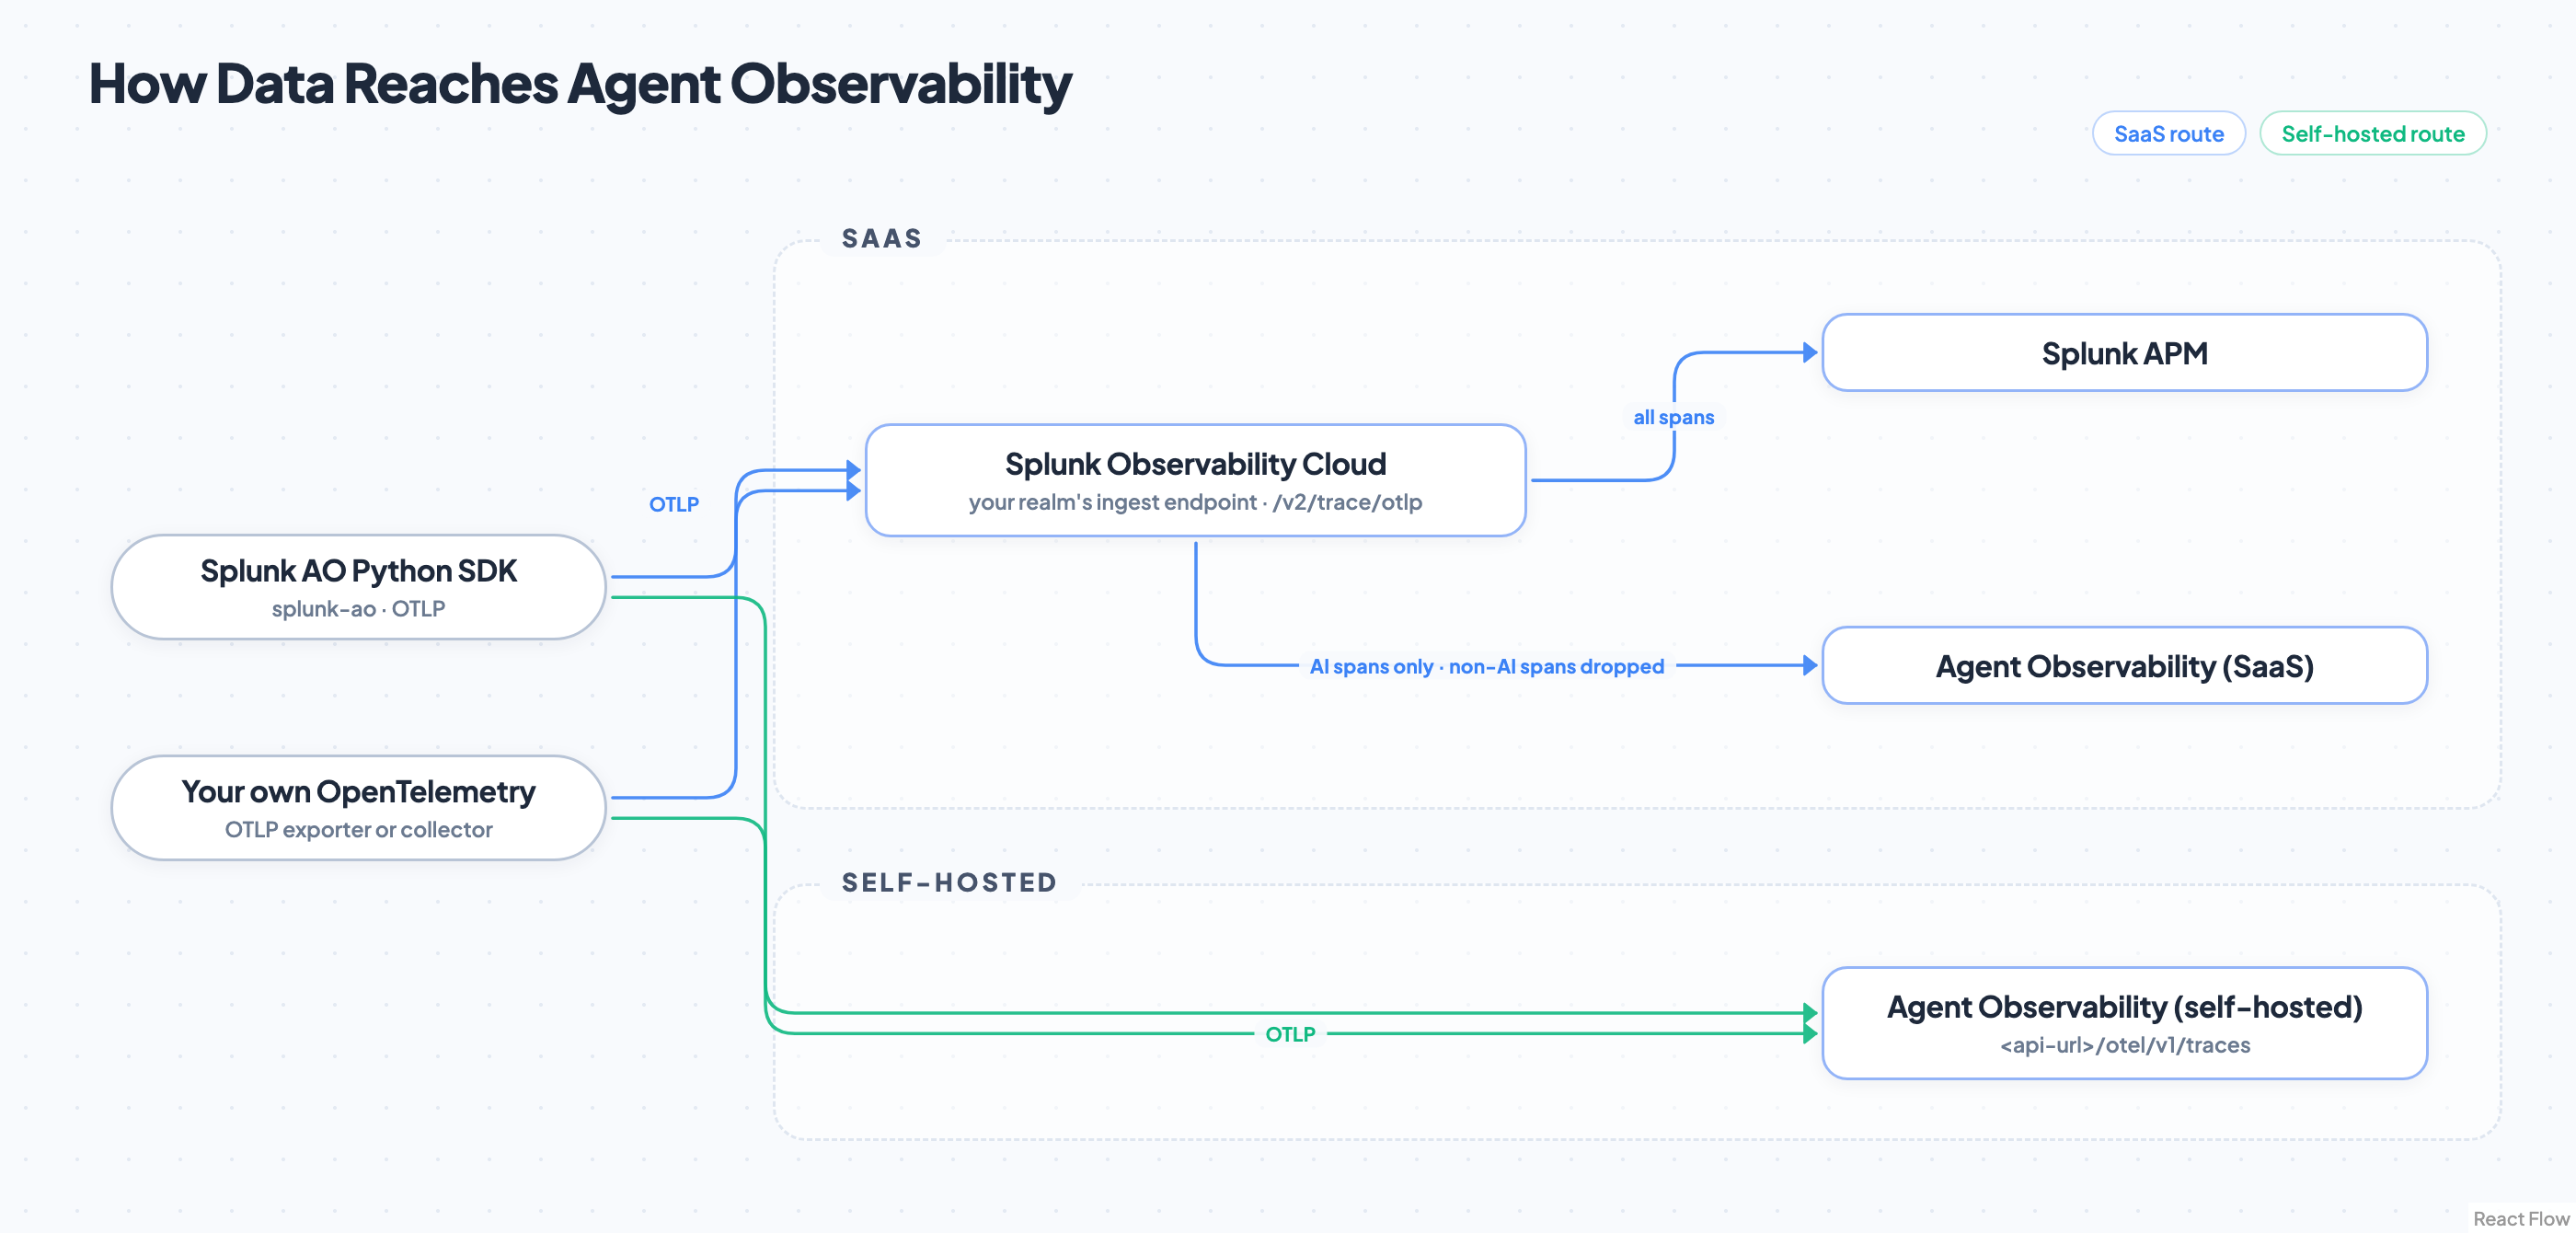 How Data Reaches Agent Observability
SaaS route
Self-hosted route
SAAS
Splunk APM
all spans
Splunk Observability Cloud
your realm's ingest endpoint · /v2/trace/otlp
OTLP
Splunk AO Python SDK
splunk-ao · OTLP
AI spans only · non-AI spans dropped
Agent Observability (SaaS)
Your own OpenTelemetry
OTLP exporter or collector
SELF-HOSTED
Agent Observability (self-hosted)
<api-url>/otel/v1/traces
OTLP
React Flow